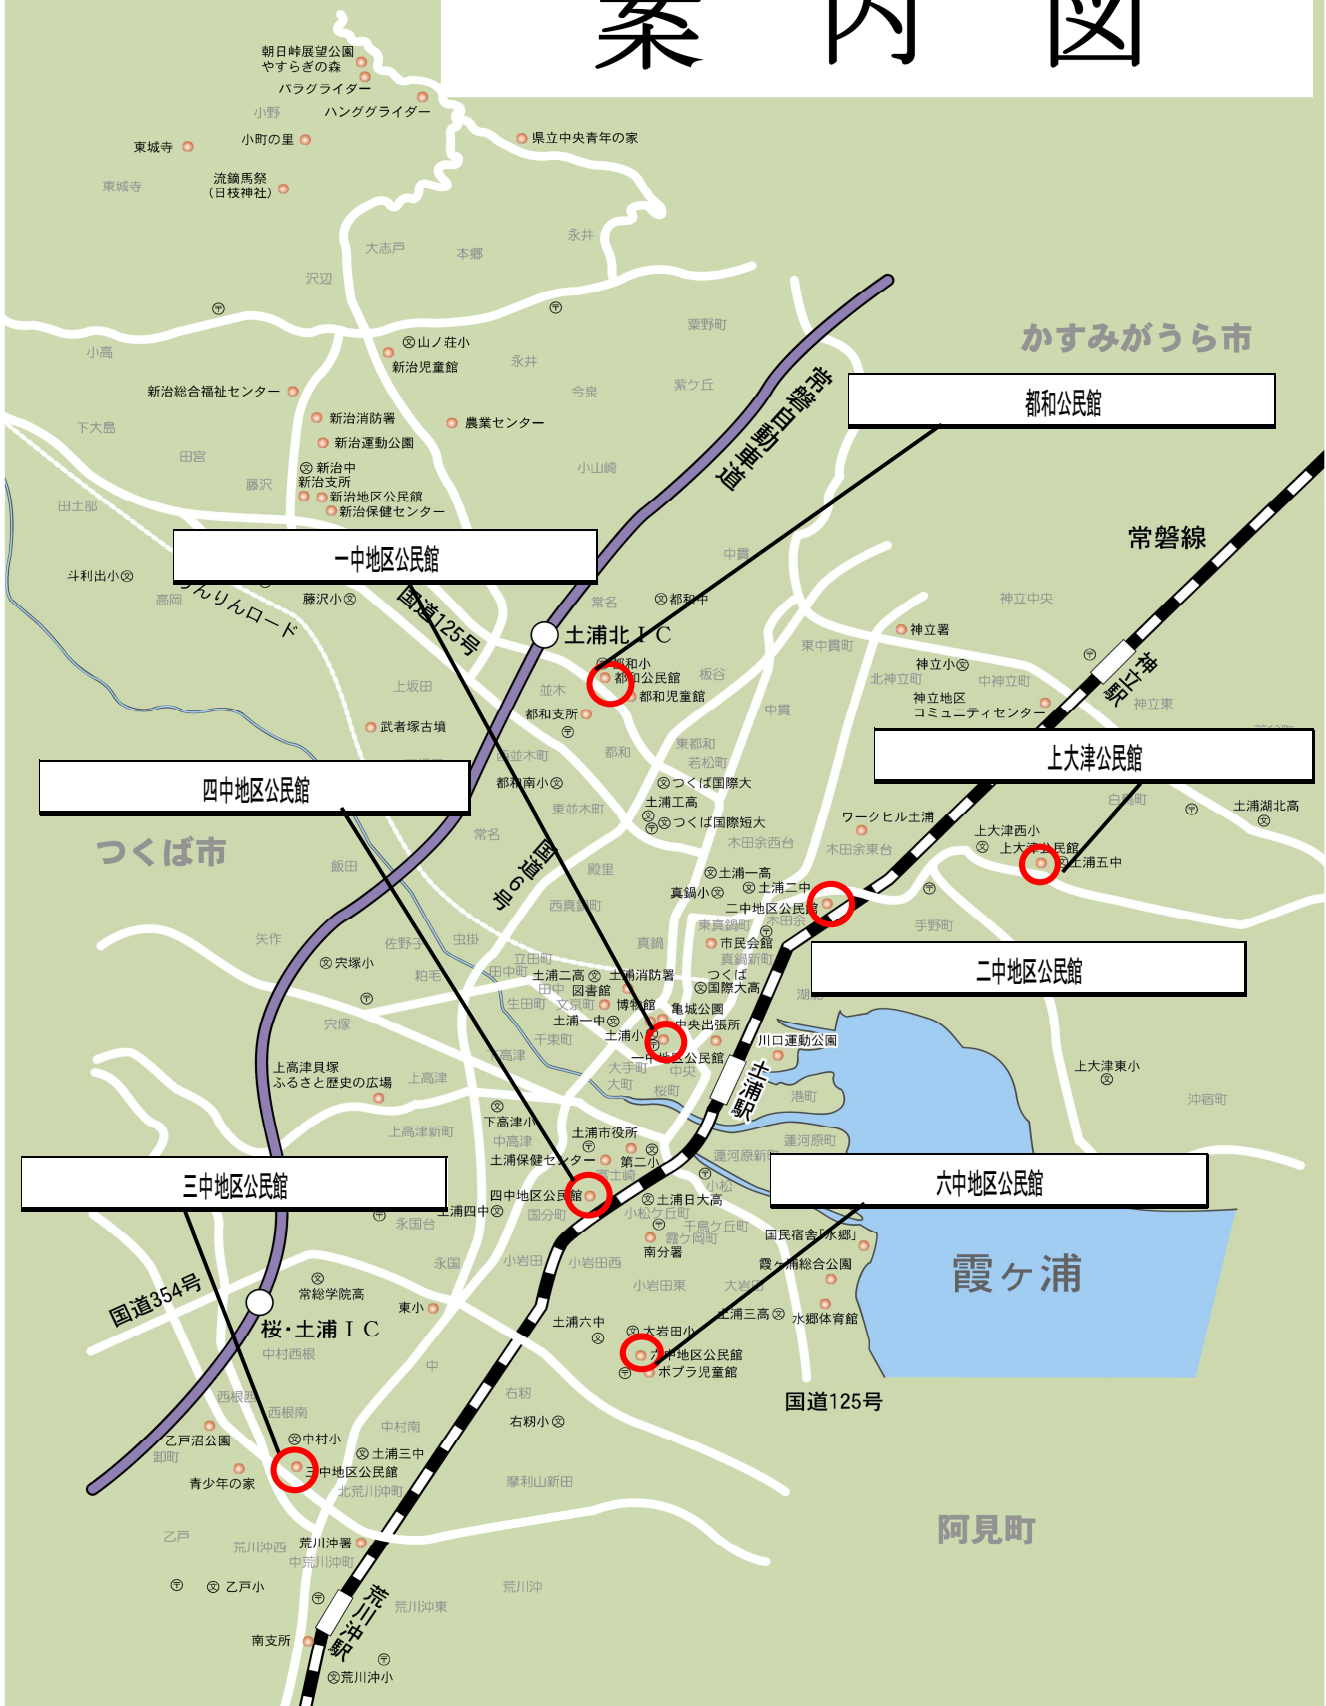 案内図
朝日峠展望公園
やすらぎの森
パラグライダー
ハンググライダー
小野
小町の里
県立中央青年の家
東城寺
東城寺
流鏑馬祭
(日枝神社)
大志戸
本郷
永井
沢辺
粟野町
かすみがうら市
小高
山ノ荘小
新治児童館
永井
今泉
紫ケ丘
常磐自動車道
新治総合福祉センター
都和公民館
新治消防署
農業センター
下大島
新治運動公園
田宮
小山崎
新治中
新治支所
藤沢
新治地区公民館
新治保健センター
田土部
常磐線
一中地区公民館
中貫
斗利出小
高岡
りんりんロード
藤沢小
国道125号
常名
都和中
神立中央
土浦北IC
神立署
東中貫町
神立駅
都和小
都和公民館
板谷
神立小
北神立町
中神立町
上坂田
並木
都和児童館
神立地区
コミュニティセンター
神立東
都和支所
中貫
武者塚古墳
上大津公民館
西並木町
都和
東都和
若松町
四中地区公民館
都和南小
つくば国際大
白鳥町
東並木町
土浦工高
つくば国際短大
ワークヒル土浦
土浦湖北高
上大津西小
常名
つくば市
木田余西台
木田余東台
上大津公民館
土浦五中
飯田
国道6号
殿里
土浦一高
真鍋小
土浦二中
西真鍋町
二中地区公民館
東真鍋町
木田余
手野町
矢作
佐野子
虫掛
真鍋
市民会館
真鍋新町
二中地区公民館
宍塚小
粕毛
立田町
田中町
土浦二高
土浦消防署
つくば
国際大高
田中
図書館
生田町
文京町
博物館
亀城公園
土浦一中
中央出張所
宍塚
土浦小
千束町
川口運動公園
下高津
一中地区公民館
上高津貝塚
ふるさと歴史の広場
上高津
大手町
中央
土浦駅
上大津東小
大町
桜町
港町
沖宿町
下高津小
上高津新町
中高津
土浦市役所
蓮河原町
土浦保健センター
第二小
蓮河原新町
富士崎
三中地区公民館
小松
六中地区公民館
四中地区公民館
土浦日大高
土浦四中
国分町
小松ケ丘町
永国台
千鳥ケ丘町
霞ケ岡町
国民宿舎「水郷」
南分署
永国
小岩田
小岩田西
霞ヶ浦総合公園
霞ヶ浦
国道354号
常総学院高
小岩田東
大岩田
東小
土浦三高
水郷体育館
桜・土浦IC
土浦六中
大岩田小
中村西根
六中地区公民館
中
ポプラ児童館
西根西
右籾
国道125号
西根南
中村南
右籾小
乙戸沼公園
中村小
卸町
土浦三中
三中地区公民館
青少年の家
北荒川沖町
摩利山新田
阿見町
乙戸
荒川沖西
荒川沖署
中荒川沖町
乙戸小
荒川沖
荒川沖駅
荒川沖東
南支所
荒川沖小